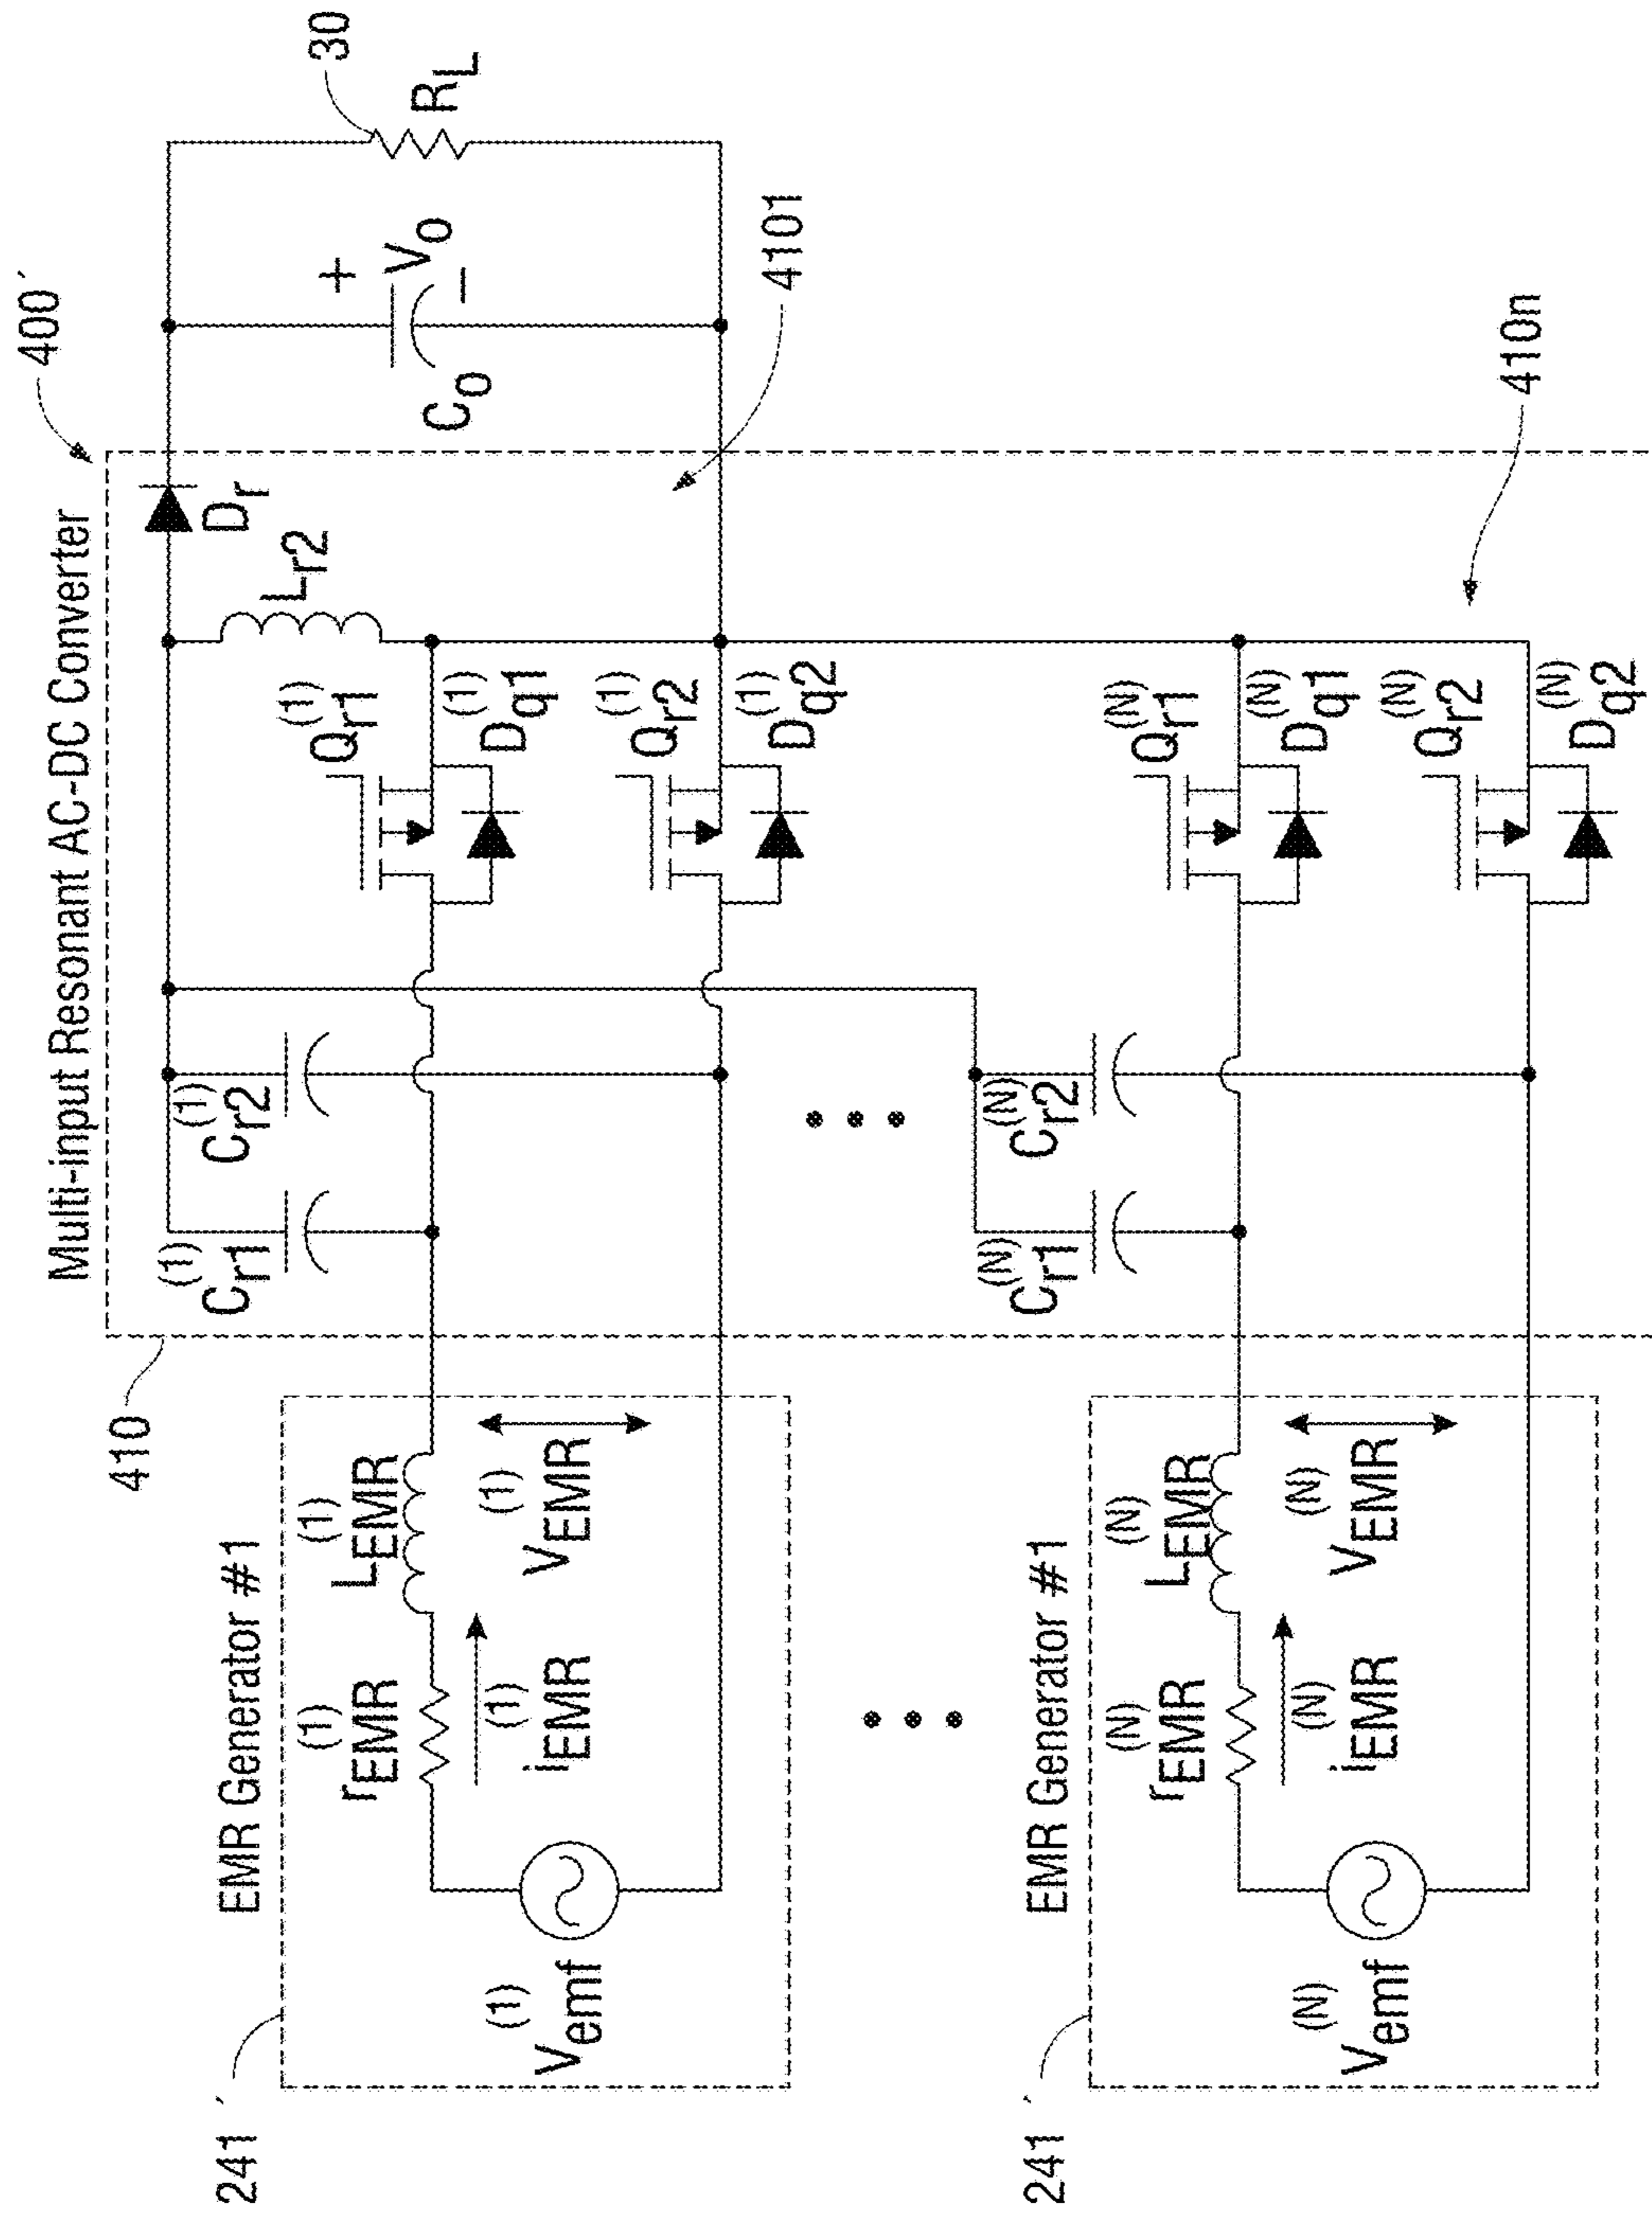 400´
Multi-input Resonant AC-DC Converter
30
410
Dr
Lr2
+
Vo
–
Co
RL
4101
Cr1(1)
Cr2(1)
Qr1(1)
Dq1(1)
Qr2(1)
Dq2(1)
EMR Generator #1
241´
Vemf(1)
rEMR(1)
LEMR(1)
iEMR(1)
VEMR(1)
410n
Cr1(N)
Cr2(N)
Qr1(N)
Dq1(N)
Qr2(N)
Dq2(N)
EMR Generator #1
241´
Vemf(N)
rEMR(N)
LEMR(N)
iEMR(N)
VEMR(N)